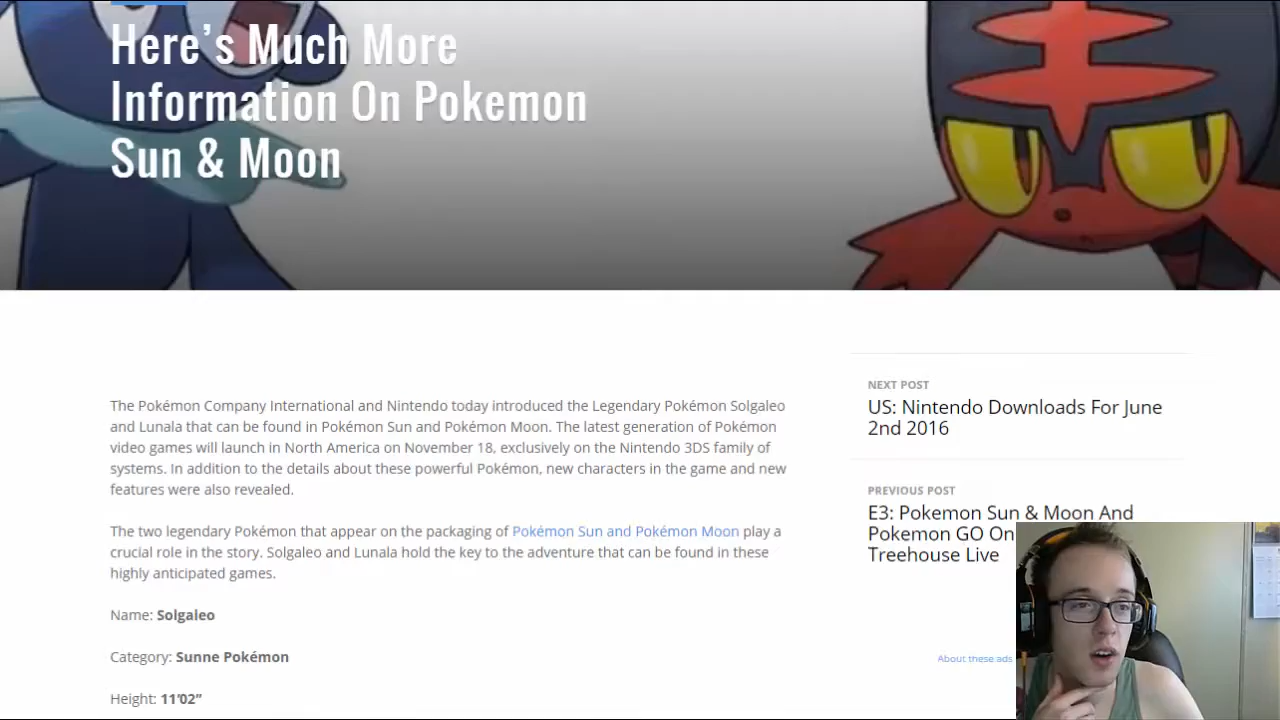 Here's Much More
Information On Pokemon
Sun & Moon
The Pokémon Company International and Nintendo today introduced the Legendary Pokémon Solgaleo
and Lunala that can be found in Pokémon Sun and Pokémon Moon. The latest generation of Pokémon
video games will launch in North America on November 18, exclusively on the Nintendo 3DS family of
systems. In addition to the details about these powerful Pokémon, new characters in the game and new
features were also revealed.
The two legendary Pokémon that appear on the packaging of Pokémon Sun and Pokémon Moon play a
crucial role in the story. Solgaleo and Lunala hold the key to the adventure that can be found in these
highly anticipated games.
Name: Solgaleo
Category: Sunne Pokémon
Height: 11'02"
NEXT POST
US: Nintendo Downloads For June
2nd 2016
PREVIOUS POST
E3: Pokemon Sun & Moon And
Pokemon GO On
Treehouse Live
About these ads